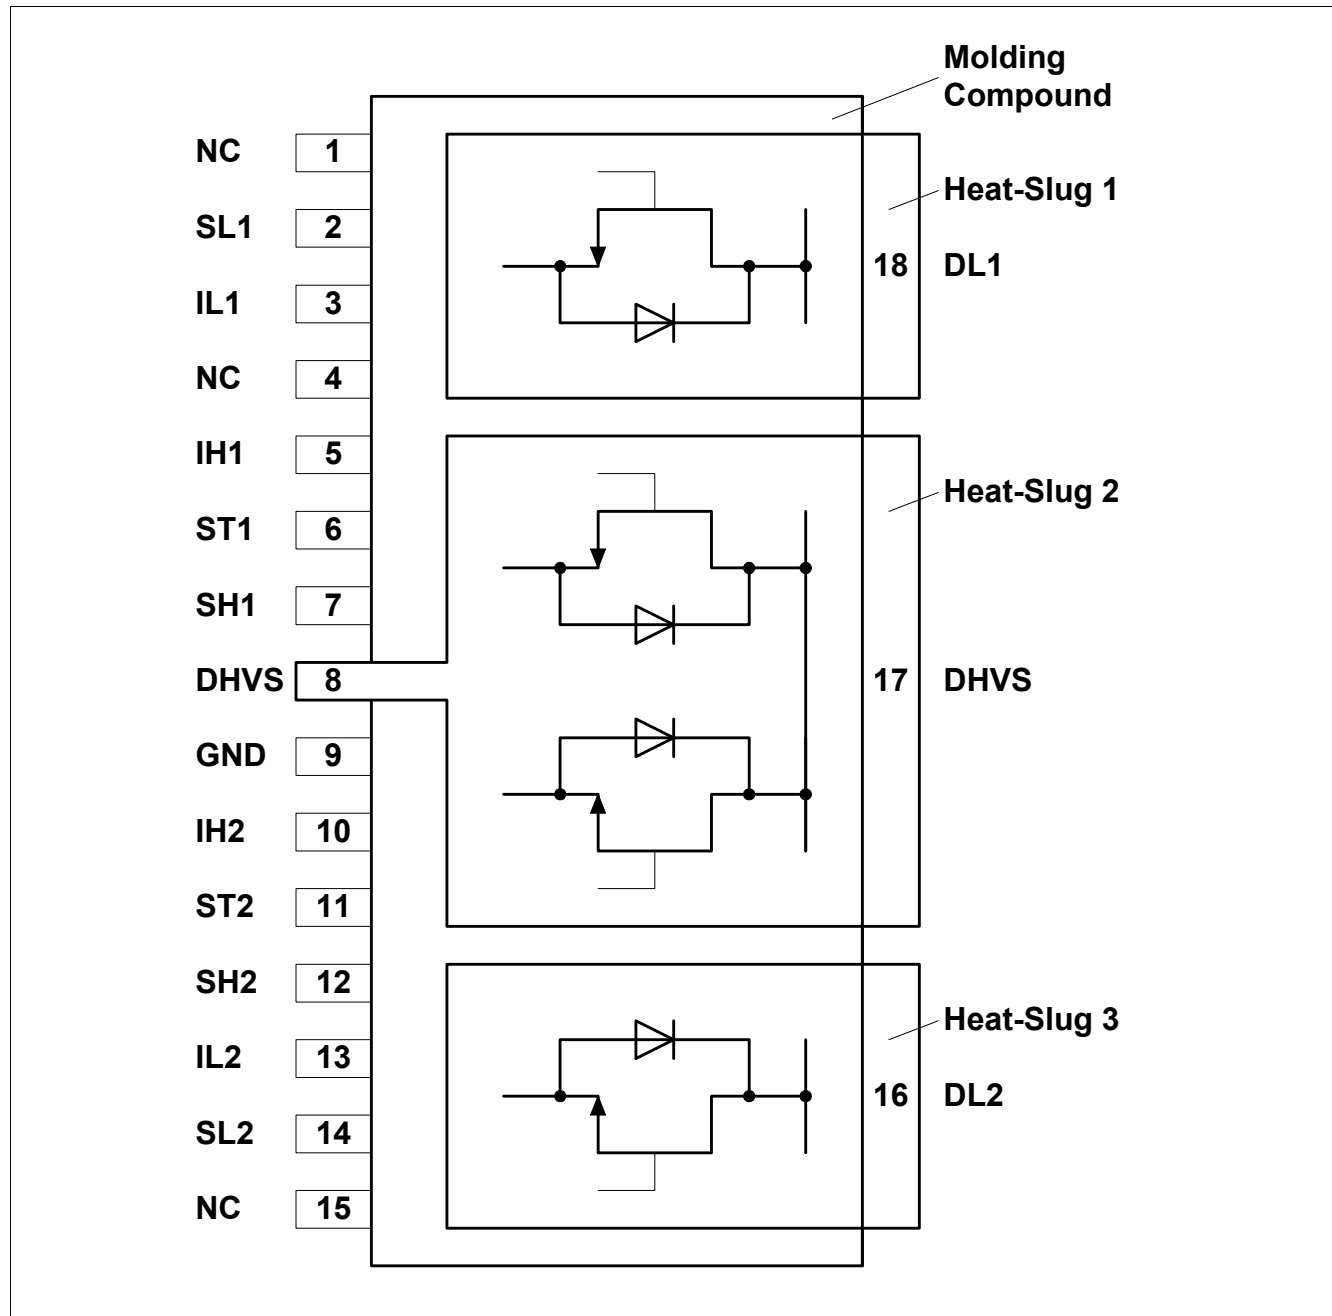 Molding
Compound
NC 1
Heat-Slug 1
SL1 2
18 DL1
IL1 3
NC 4
IH1 5
Heat-Slug 2
ST1 6
SH1 7
DHVS 8
17 DHVS
GND 9
IH2 10
ST2 11
SH2 12
Heat-Slug 3
IL2 13
16 DL2
SL2 14
NC 15